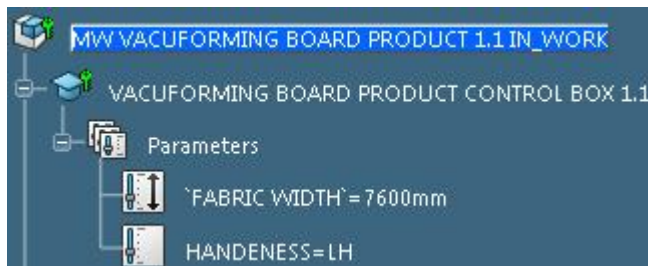 MW VACUFORMING BOARD PRODUCT 1.1 IN_WORK
VACUFORMING BOARD PRODUCT CONTROL BOX 1.1
Parameters
`FABRIC WIDTH`=7600mm
HANDENESS=LH